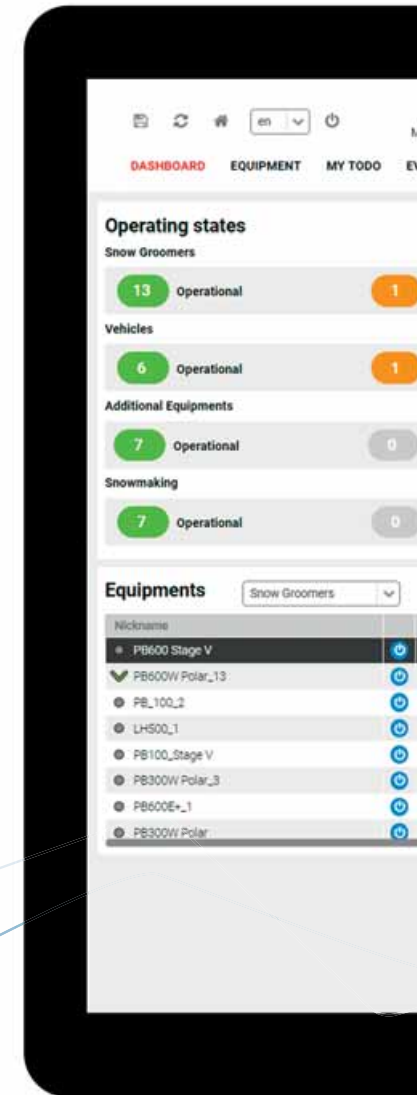 en
DASHBOARD EQUIPMENT MY TODO
Operating states
Snow Groomers
13 Operational 1
Vehicles
6 Operational 1
Additional Equipments
7 Operational 0
Snowmaking
7 Operational 0
Equipments Snow Groomers
Nickname
PB600 Stage V
PB600W Polar_13
PB_100_2
LH500_1
PB100_Stage V
PB300W Polar_3
PB600E+_1
PB300W Polar